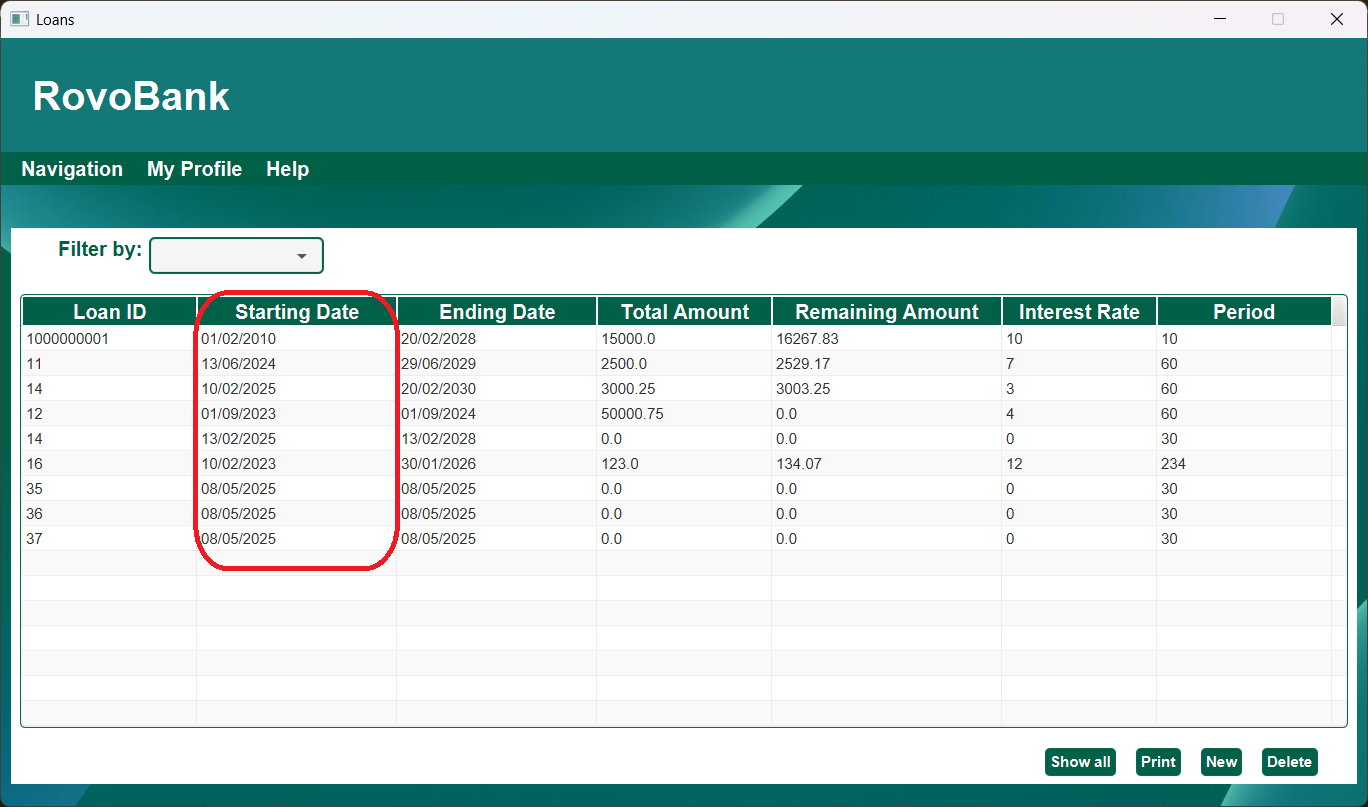 Loans
RovoBank
Navigation My Profile Help
Filter by:
Loan ID Starting Date Ending Date Total Amount Remaining Amount Interest Rate Period
1000000001 01/02/2010 20/02/2028 15000.0 16267.83 10 10
11 13/06/2024 29/06/2029 2500.0 2529.17 7 60
14 10/02/2025 20/02/2030 3000.25 3003.25 3 60
12 01/09/2023 01/09/2024 50000.75 0.0 4 60
14 13/02/2025 13/02/2028 0.0 0.0 0 30
16 10/02/2023 30/01/2026 123.0 134.07 12 234
35 08/05/2025 08/05/2025 0.0 0.0 0 30
36 08/05/2025 08/05/2025 0.0 0.0 0 30
37 08/05/2025 08/05/2025 0.0 0.0 0 30
Show all Print New Delete